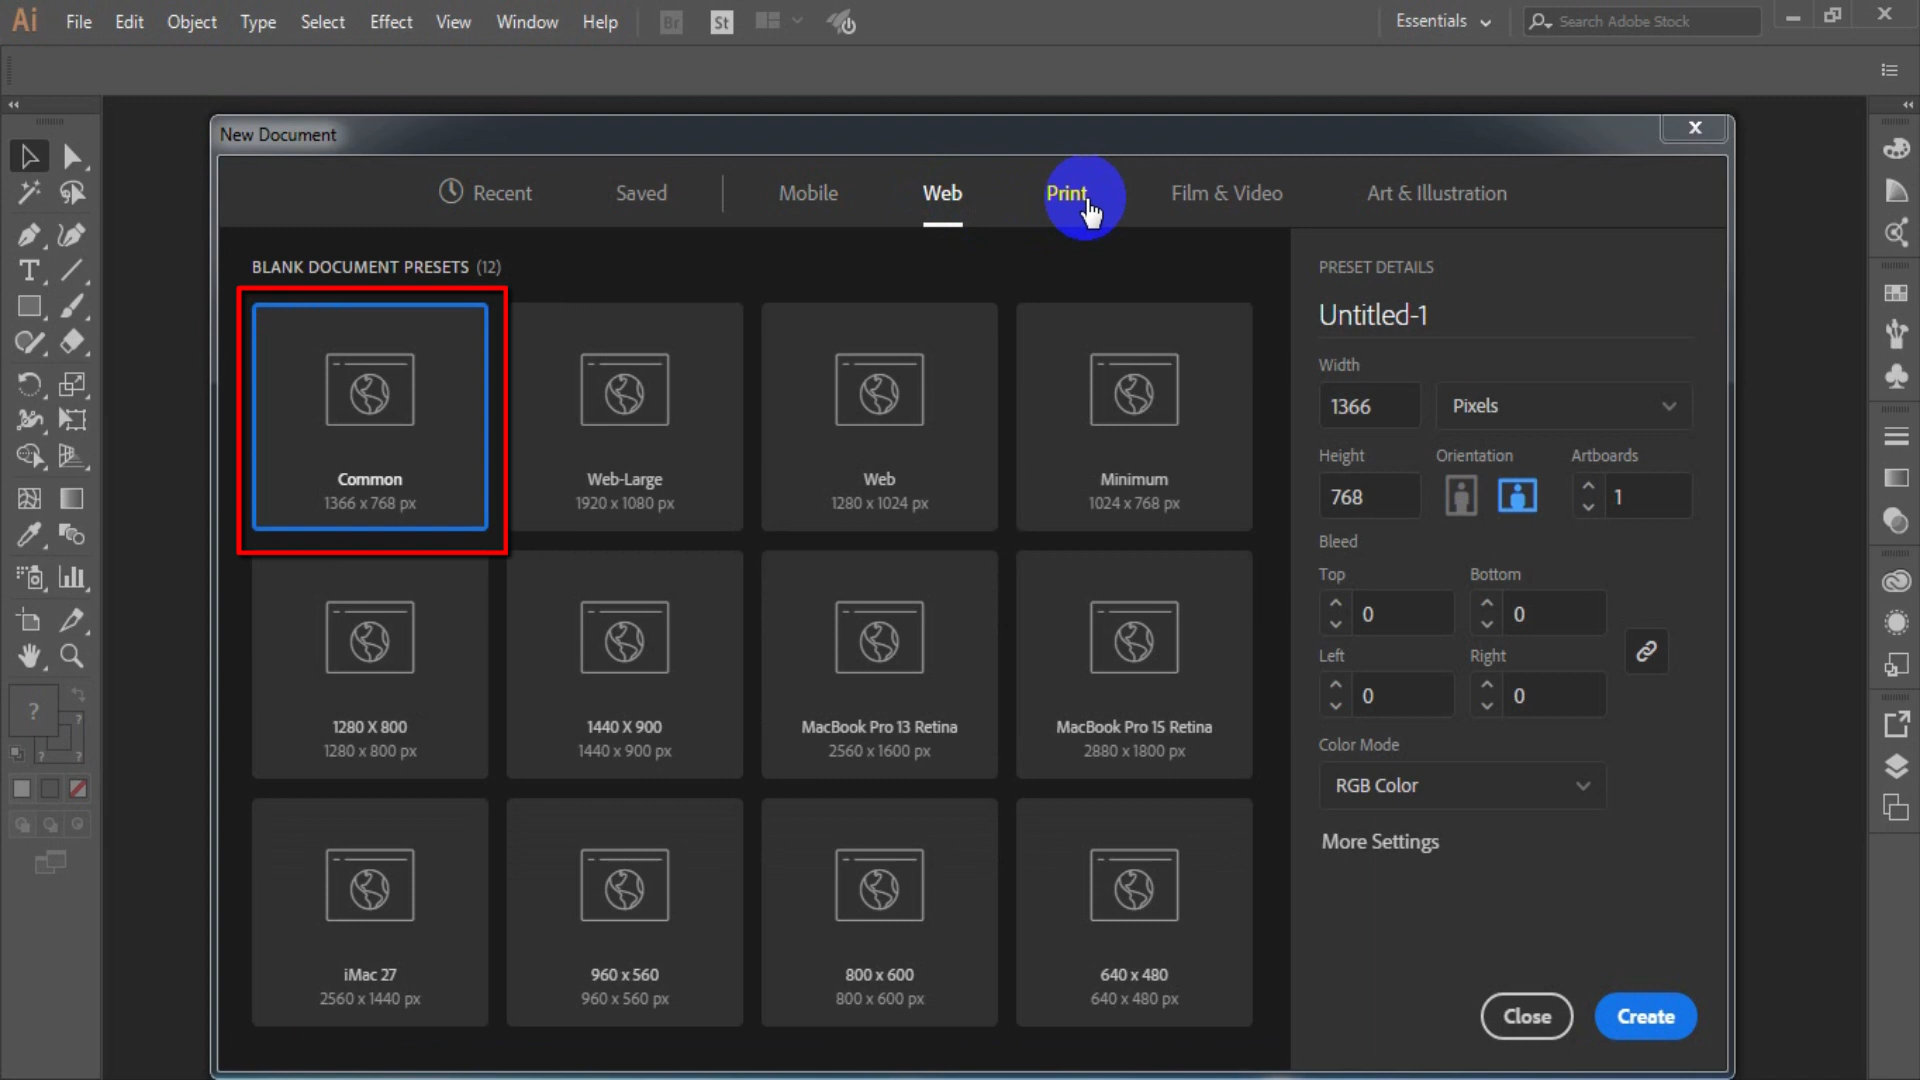 Ai File Edit Object Type Select Effect View Window Help Br St Essentials Search Adobe Stock
New Document
Recent Saved Mobile Web Print Film & Video Art & Illustration
BLANK DOCUMENT PRESETS (12)
Common
1366 x 768 px
Web-Large
1920 x 1080 px
Web
1280 x 1024 px
Minimum
1024 x 768 px
1280 X 800
1280 x 800 px
1440 X 900
1440 x 900 px
MacBook Pro 13 Retina
2560 x 1600 px
MacBook Pro 15 Retina
2880 x 1800 px
iMac 27
2560 x 1440 px
960 x 560
960 x 560 px
800 x 600
800 x 600 px
640 x 480
640 x 480 px
PRESET DETAILS
Untitled-1
Width
1366 Pixels
Height Orientation Artboards
768 1
Bleed
Top Bottom
0 0
Left Right
0 0
Color Mode
RGB Color
More Settings
Close Create